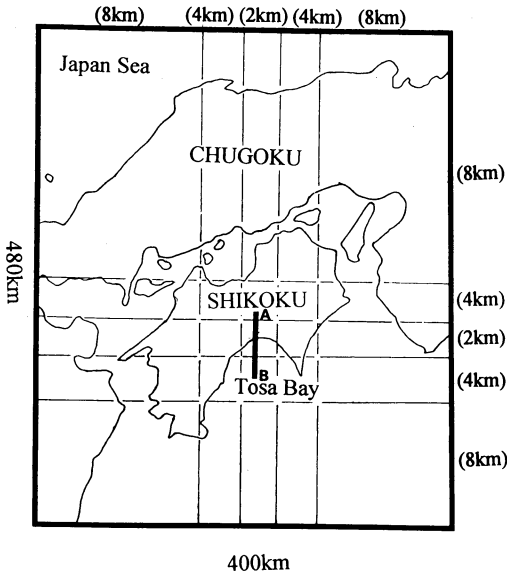 (8km) (4km) (2km) (4km) (8km)
Japan Sea
CHUGOKU
(8km)
480km
SHIKOKU
(4km)
A
(2km)
B
(4km)
Tosa Bay
(8km)
400km